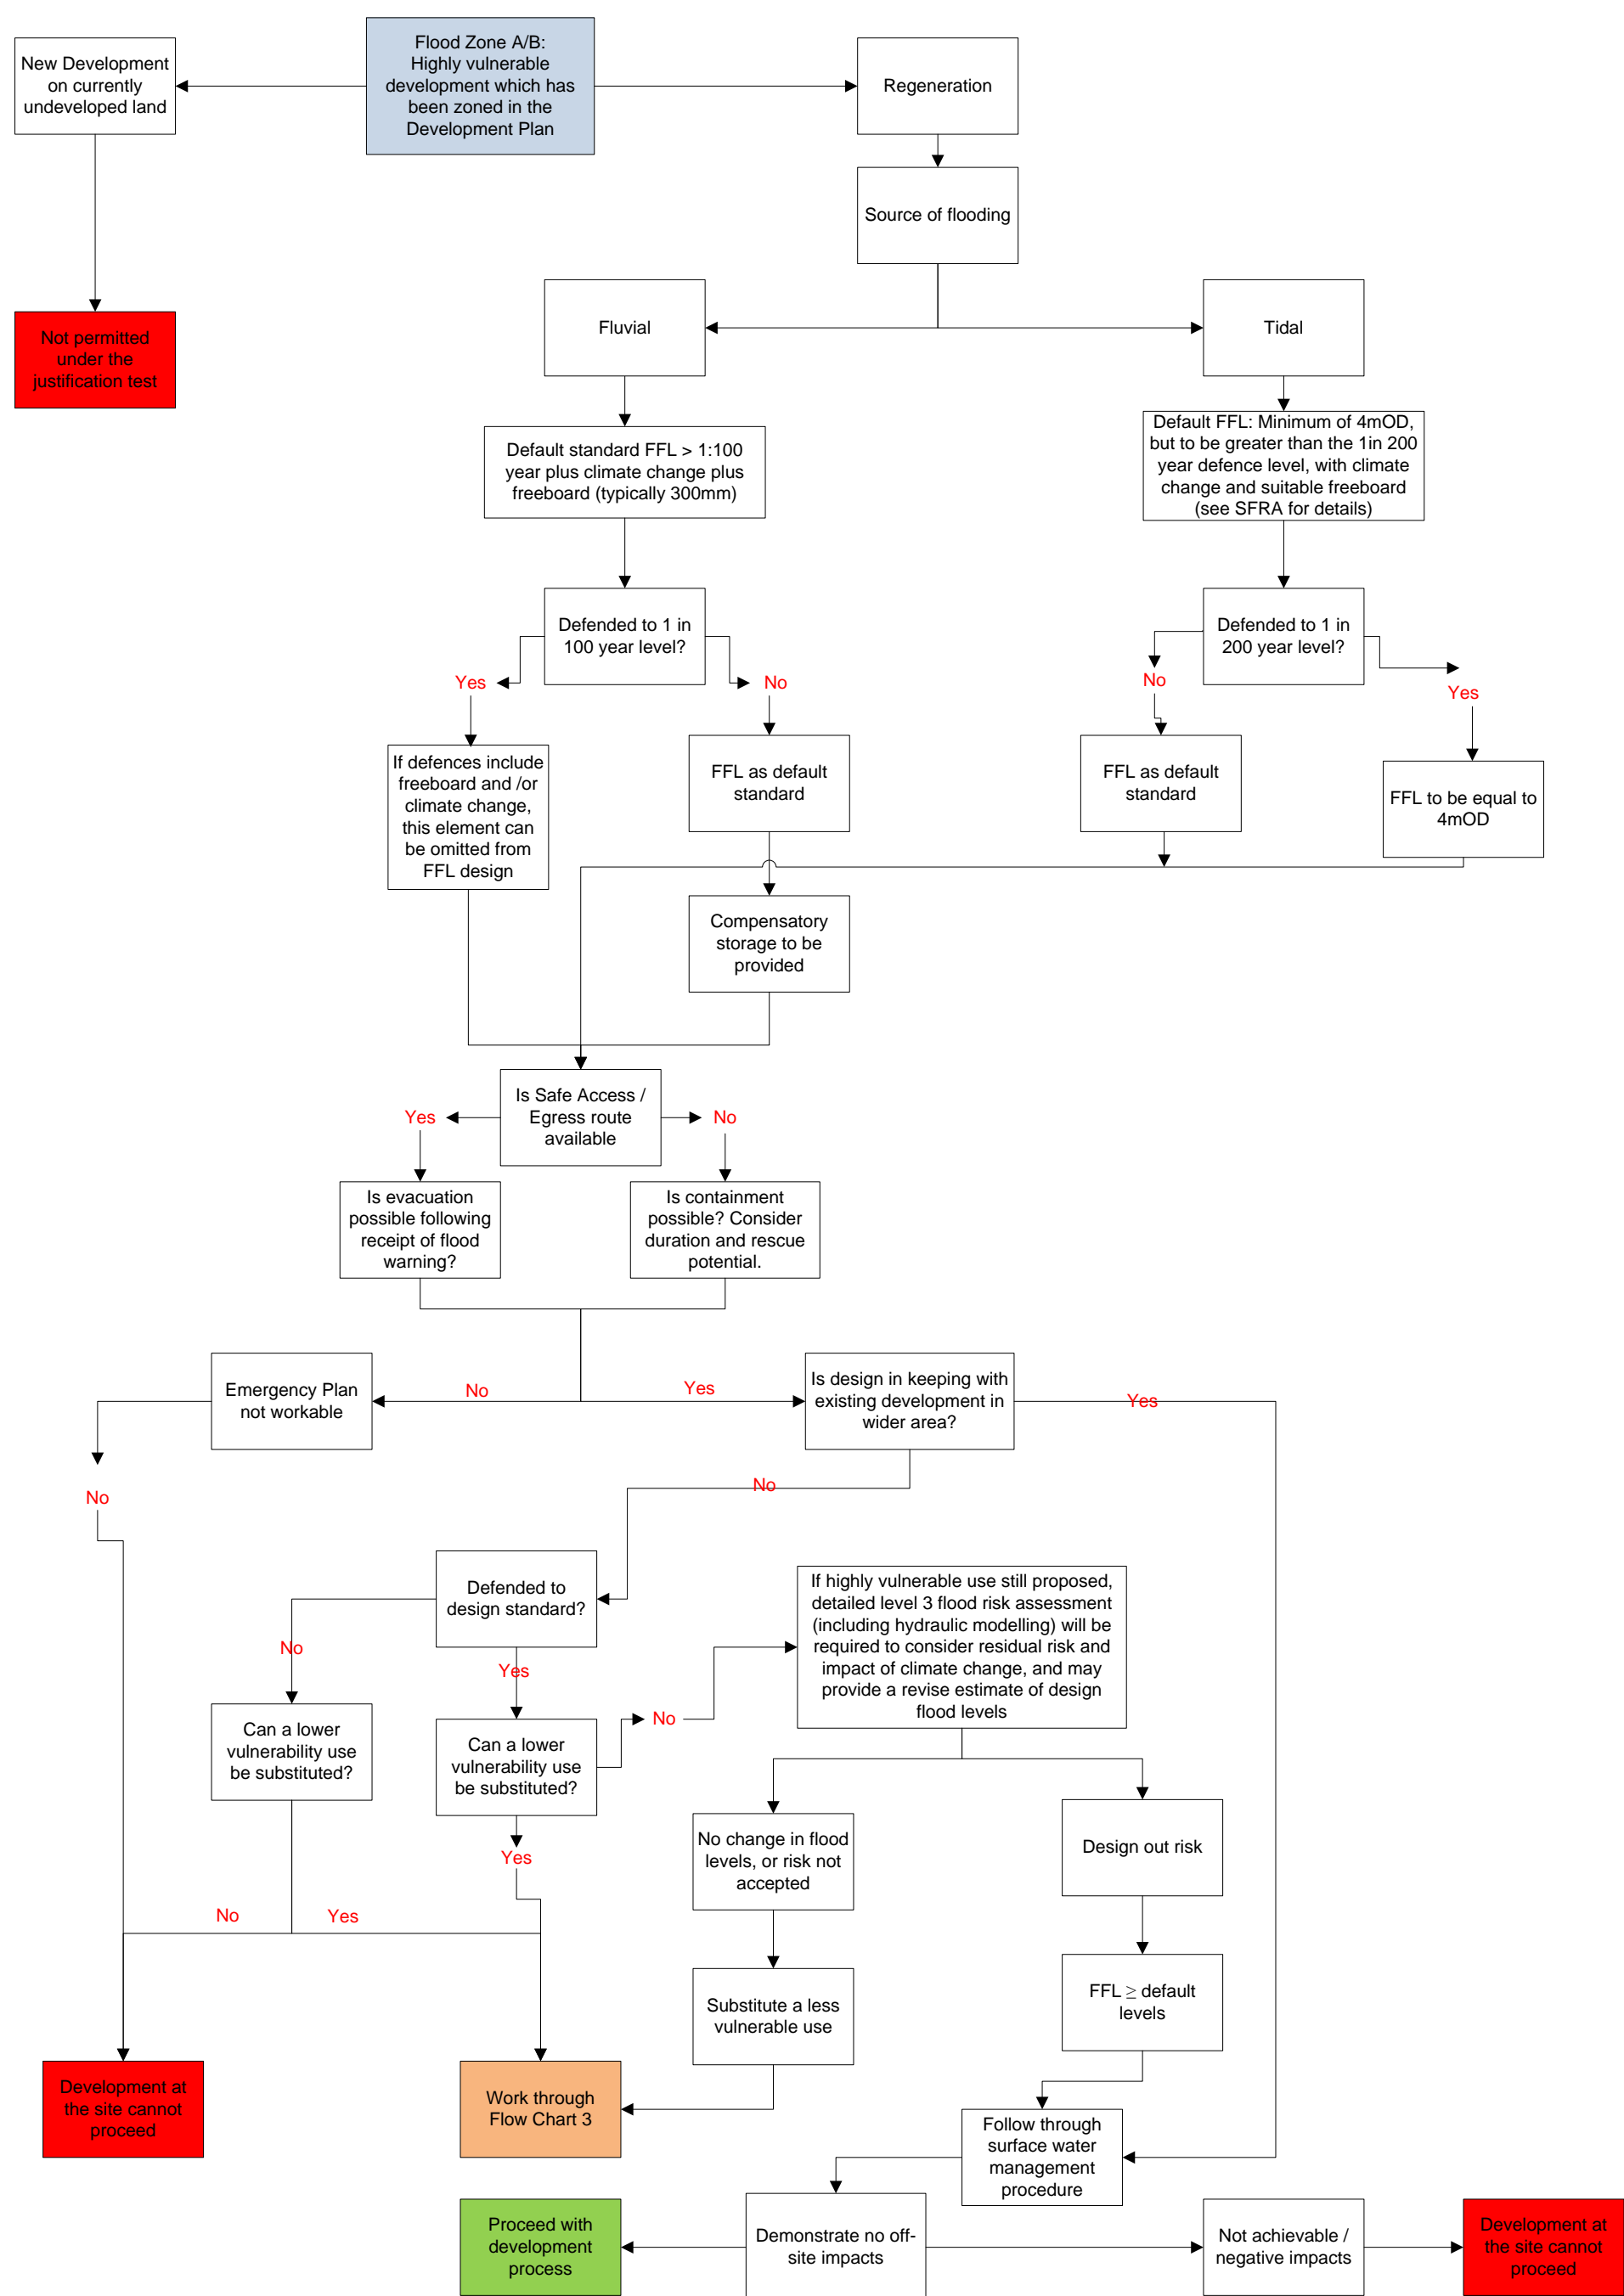 New Development
on currently
undeveloped land
Flood Zone A/B:
Highly vulnerable
development which has
been zoned in the
Development Plan
Regeneration
Source of flooding
Not permitted
under the
justification test
Fluvial
Tidal
Default standard FFL > 1:100
year plus climate change plus
freeboard (typically 300mm)
Default FFL: Minimum of 4mOD,
but to be greater than the 1in 200
year defence level, with climate
change and suitable freeboard
(see SFRA for details)
Defended to 1 in
100 year level?
Defended to 1 in
200 year level?
Yes
No
No
Yes
If defences include
freeboard and /or
climate change,
this element can
be omitted from
FFL design
FFL as default
standard
FFL as default
standard
FFL to be equal to
4mOD
Compensatory
storage to be
provided
Is Safe Access /
Egress route
available
Yes
No
Is evacuation
possible following
receipt of flood
warning?
Is containment
possible? Consider
duration and rescue
potential.
Emergency Plan
not workable
No
Yes
Is design in keeping with
existing development in
wider area?
Yes
No
No
Defended to
design standard?
If highly vulnerable use still proposed,
detailed level 3 flood risk assessment
(including hydraulic modelling) will be
required to consider residual risk and
impact of climate change, and may
provide a revise estimate of design
flood levels
No
Yes
Can a lower
vulnerability use
be substituted?
Can a lower
vulnerability use
be substituted?
No
No change in flood
levels, or risk not
accepted
Design out risk
Yes
No
Yes
Substitute a less
vulnerable use
FFL ≥ default
levels
Development at
the site cannot
proceed
Work through
Flow Chart 3
Follow through
surface water
management
procedure
Proceed with
development
process
Demonstrate no off-
site impacts
Not achievable /
negative impacts
Development at
the site cannot
proceed